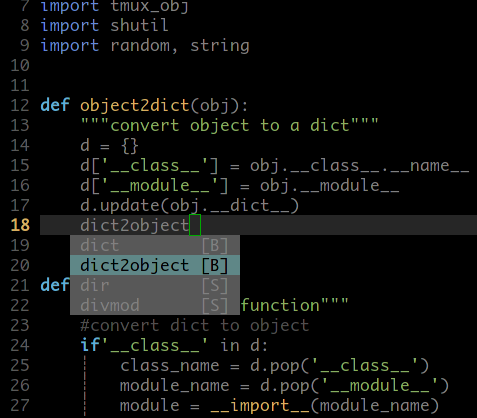 7 import tmux_obj
8 import shutil
9 import random, string
10
11
12 def object2dict(obj):
13 """convert object to a dict"""
14 d = {}
15 d['__class__'] = obj.__class__.__name__
16 d['__module__'] = obj.__module__
17 d.update(obj.__dict__)
18 dict2object
19 dict [B]
20 dict2object [B]
21 def dir [S]
22 divmod [S] function"""
23 #convert dict to object
24 if'__class__' in d:
25 class_name = d.pop('__class__')
26 module_name = d.pop('__module__')
27 module = __import__(module_name)